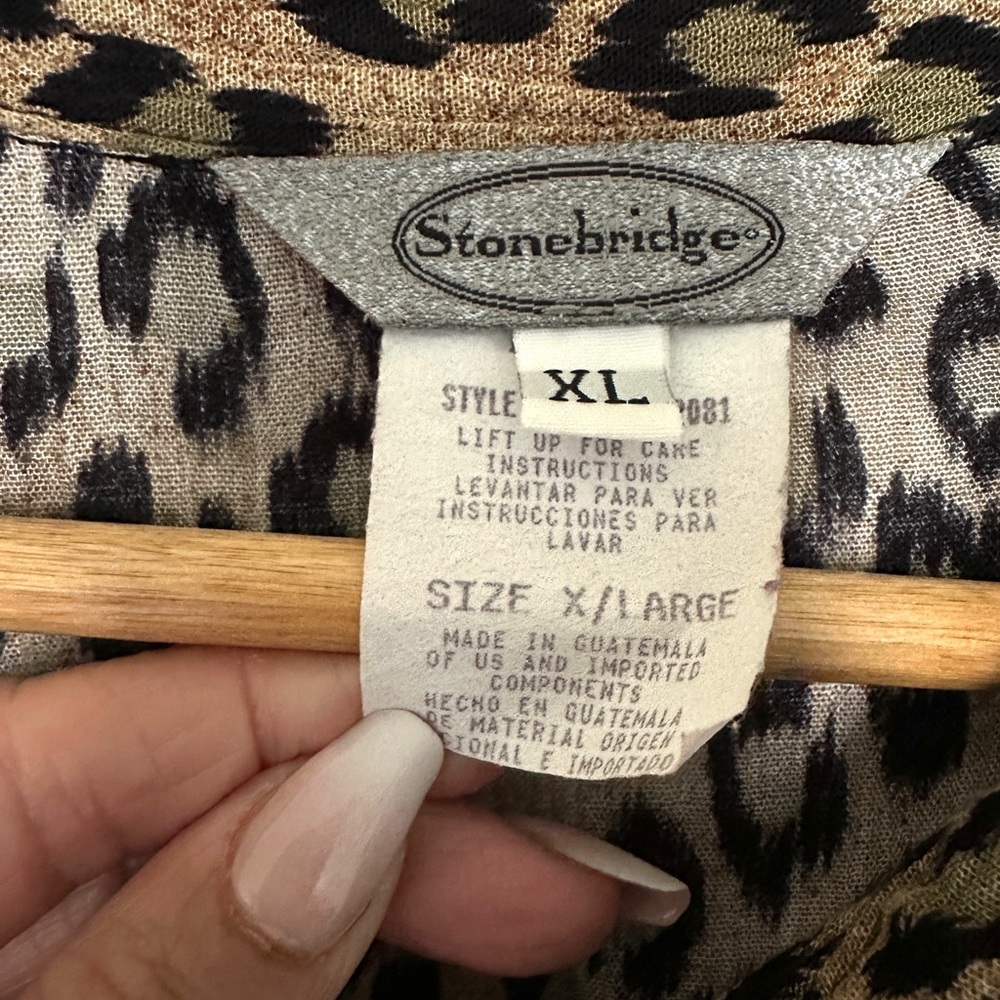 Stonebridge
XL
STYLE 2081
LIFT UP FOR CARE
INSTRUCTIONS
LEVANTAR PARA VER
INSTRUCCIONES PARA
LAVAR
SIZE X/LARGE
MADE IN GUATEMALA
OF US AND IMPORTED
COMPONENTS
HECHO EN GUATEMALA
DE MATERIAL ORIGEN
CIONAL E IMPORTADO